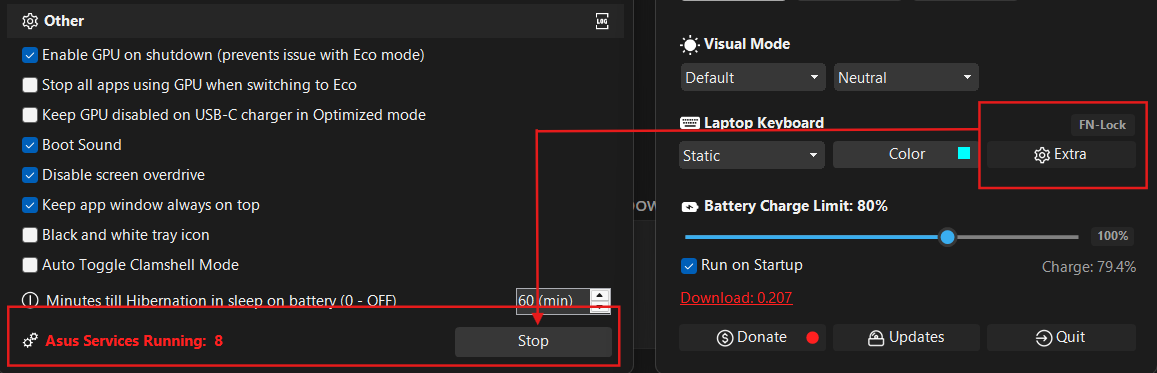 Other
LOG
Enable GPU on shutdown (prevents issue with Eco mode)
Stop all apps using GPU when switching to Eco
Keep GPU disabled on USB-C charger in Optimized mode
Boot Sound
Disable screen overdrive
Keep app window always on top
Black and white tray icon
Auto Toggle Clamshell Mode
Minutes till Hibernation in sleep on battery (0 - OFF)
60 (min)
Asus Services Running: 8
Stop
Visual Mode
Default
Neutral
Laptop Keyboard
FN-Lock
Static
Color
Extra
Battery Charge Limit: 80%
100%
Run on Startup
Charge: 79.4%
Download: 0.207
Donate
Updates
Quit